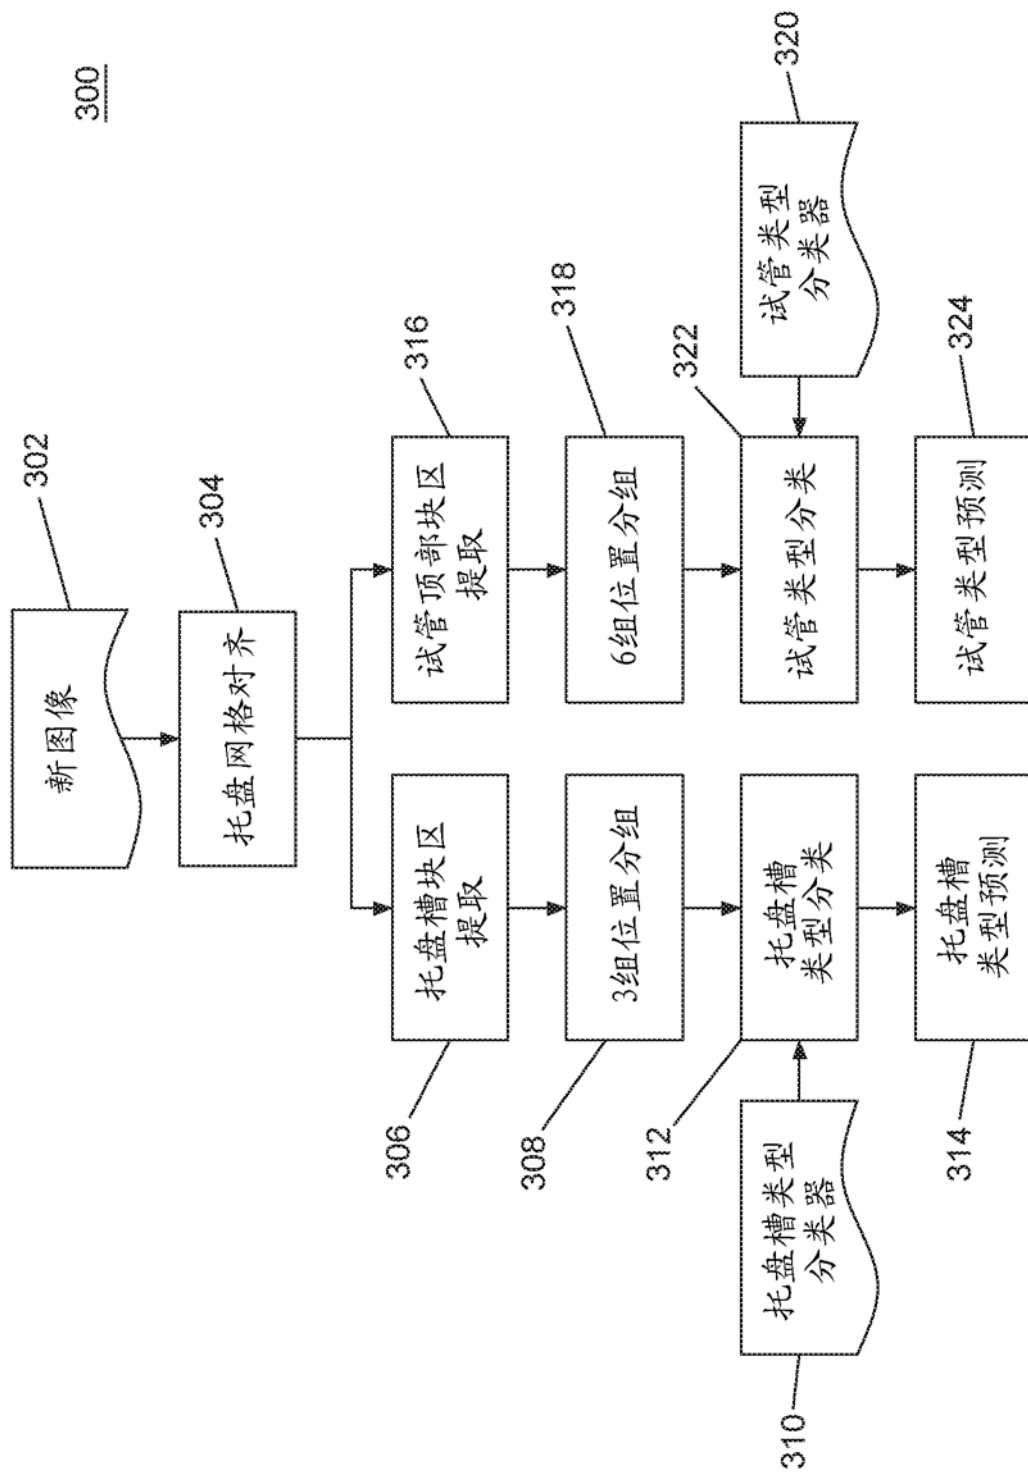 300
302
新图像
304
托盘网格对齐
306
托盘槽块区
提取
308
3组位置分组
310
托盘槽类型
分类器
312
托盘槽
类型分类
314
托盘槽
类型预测
316
试管顶部块区
提取
318
6组位置分组
320
试管类型
分类器
322
试管类型分类
324
试管类型预测